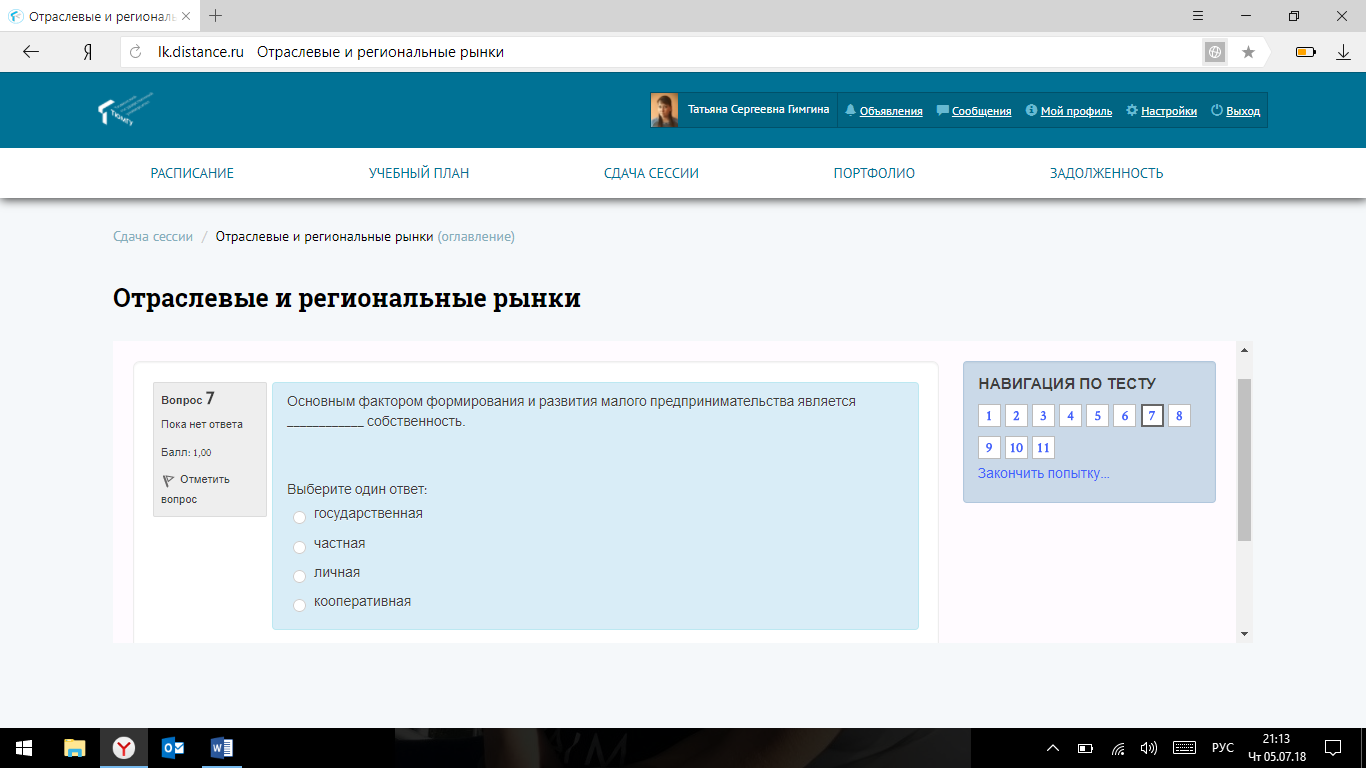 Отраслевые и региональ
lk.distance.ru Отраслевые и региональные рынки
ТюмГУ
Татьяна Сергеевна Гимгина Объявления Сообщения Мой профиль Настройки Выход
РАСПИСАНИЕ УЧЕБНЫЙ ПЛАН СДАЧА СЕССИИ ПОРТФОЛИО ЗАДОЛЖЕННОСТЬ
Сдача сессии / Отраслевые и региональные рынки (оглавление)
Отраслевые и региональные рынки
Вопрос 7
Пока нет ответа
Балл: 1,00
Отметить
вопрос
Основным фактором формирования и развития малого предпринимательства является
____________ собственность.
Выберите один ответ:
государственная
частная
личная
кооперативная
НАВИГАЦИЯ ПО ТЕСТУ
1 2 3 4 5 6 7 8
9 10 11
Закончить попытку...
РУС
21:13
Чт 05.07.18